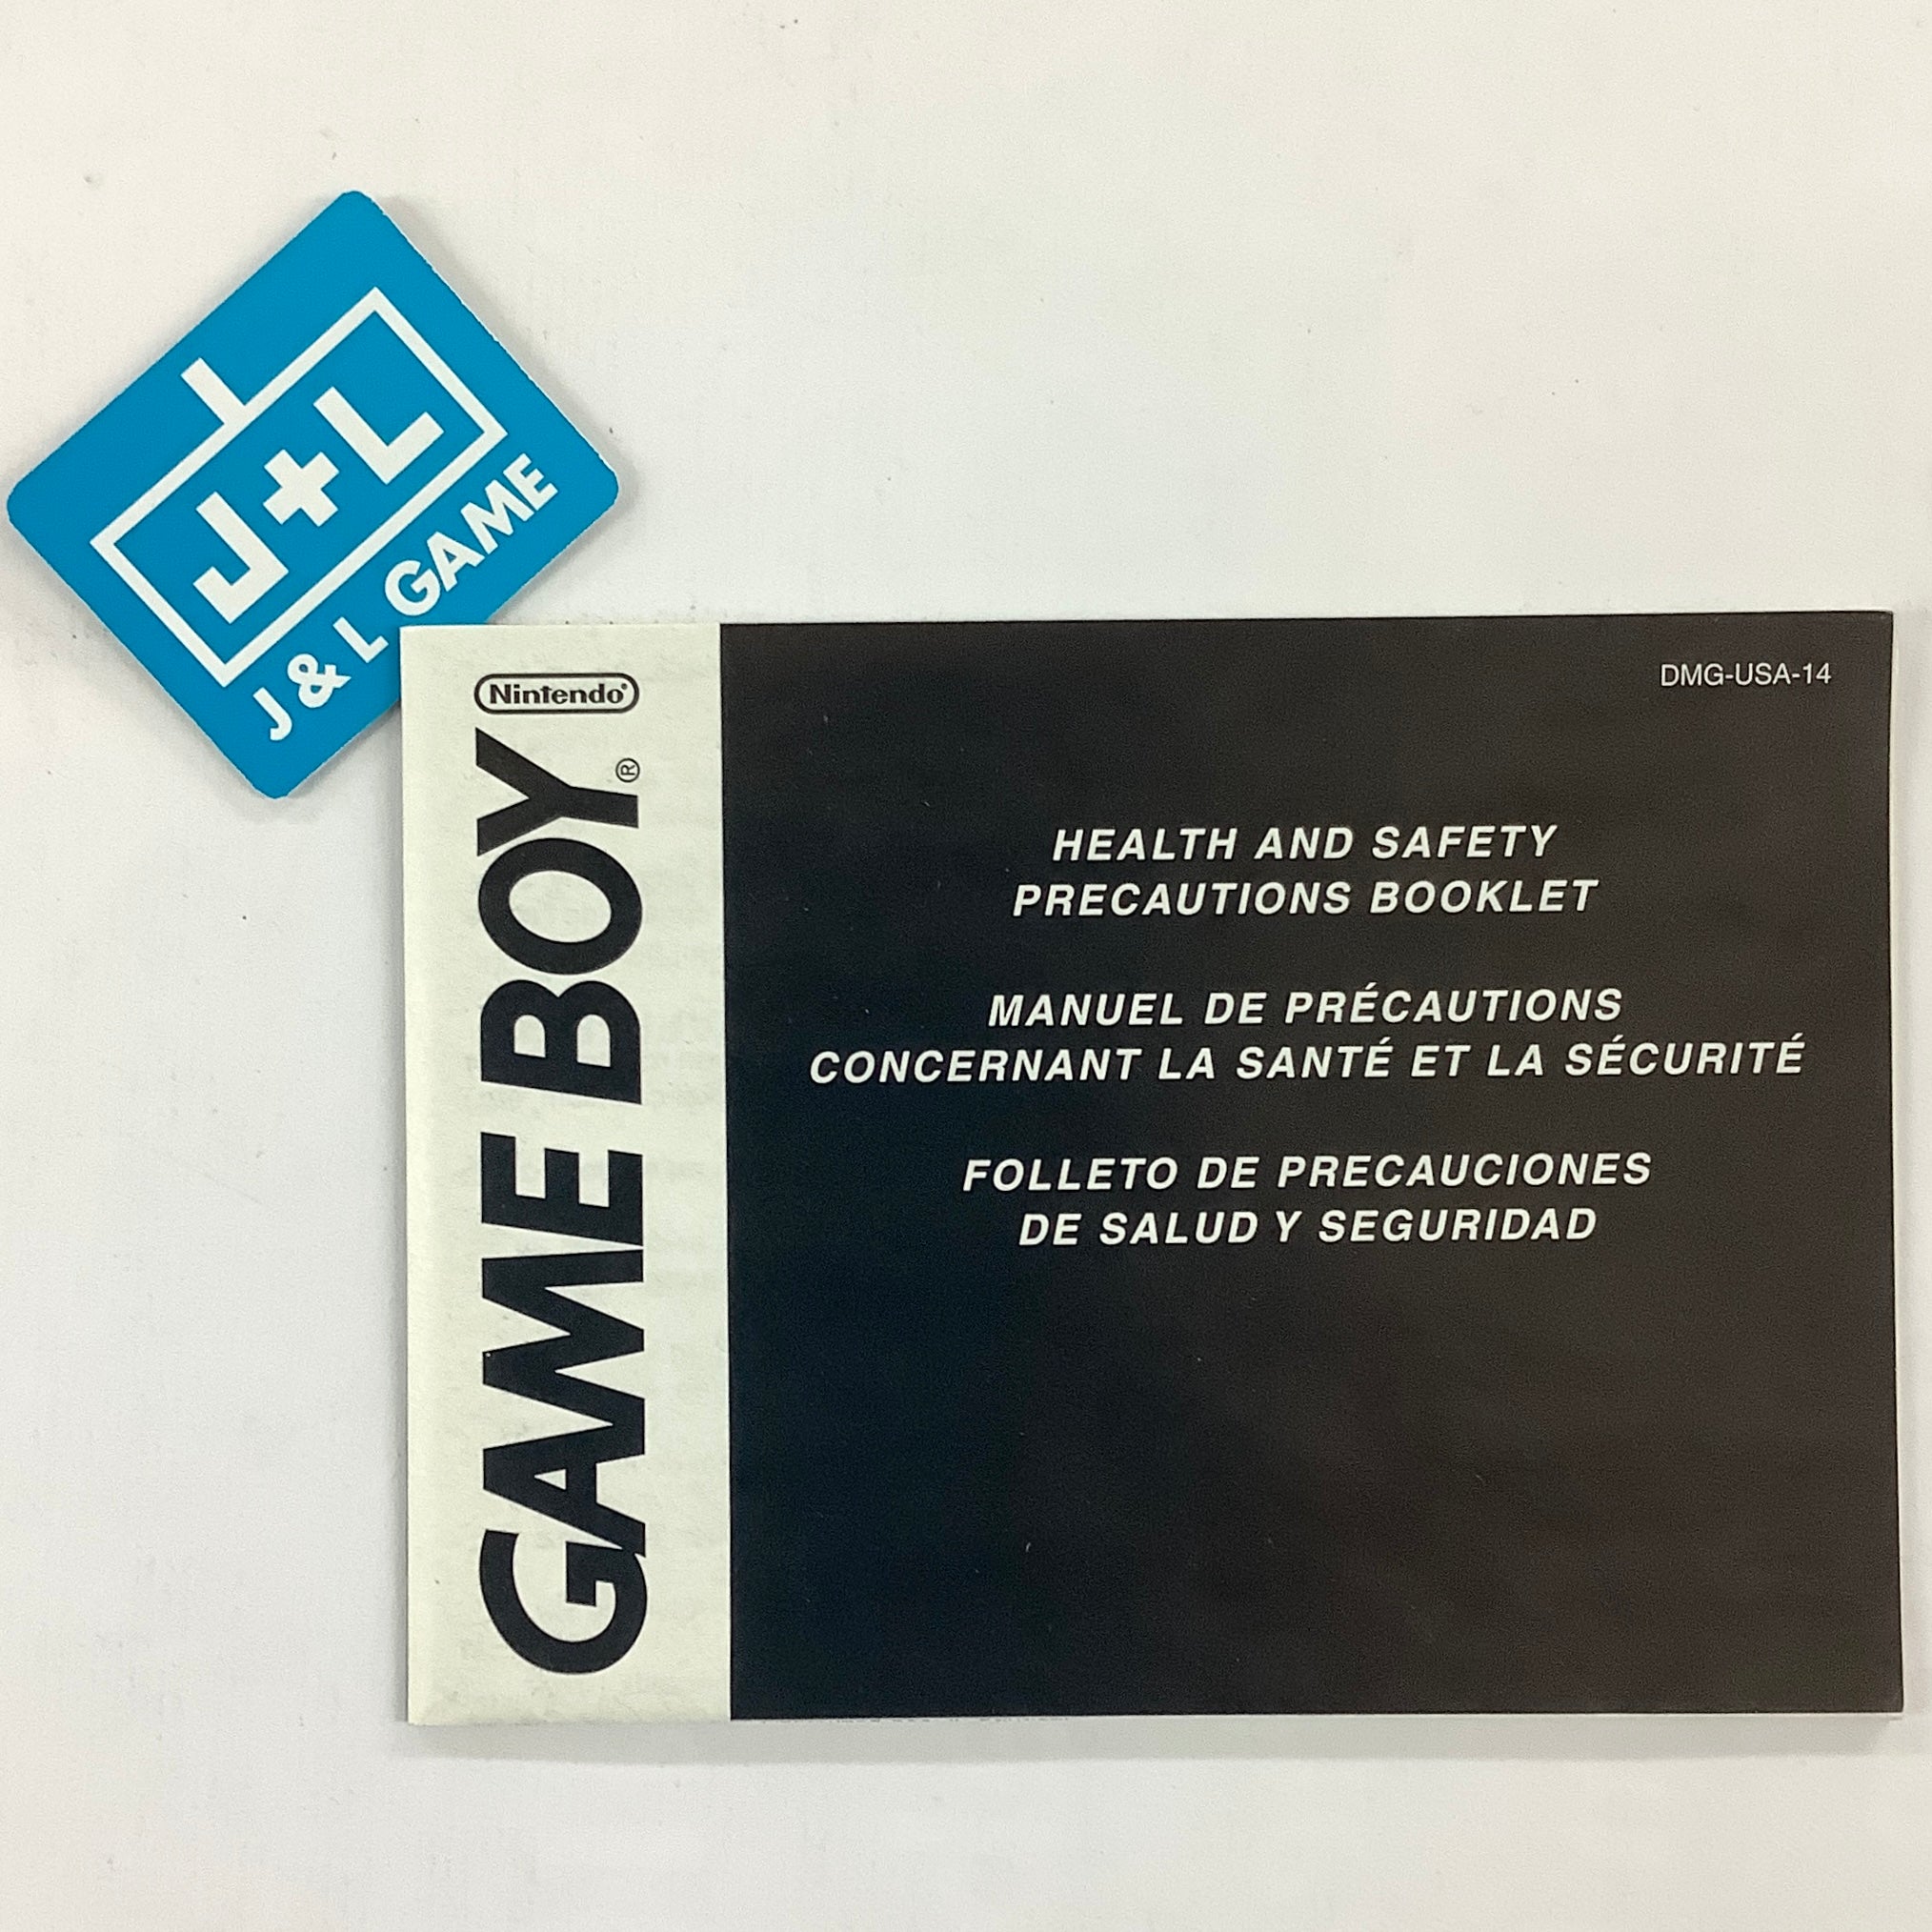 J+L
J & L GAME
Nintendo®
GAME BOY®
DMG-USA-14
HEALTH AND SAFETY
PRECAUTIONS BOOKLET
MANUEL DE PRÉCAUTIONS
CONCERNANT LA SANTÉ ET LA SÉCURITÉ
FOLLETO DE PRECAUCIONES
DE SALUD Y SEGURIDAD